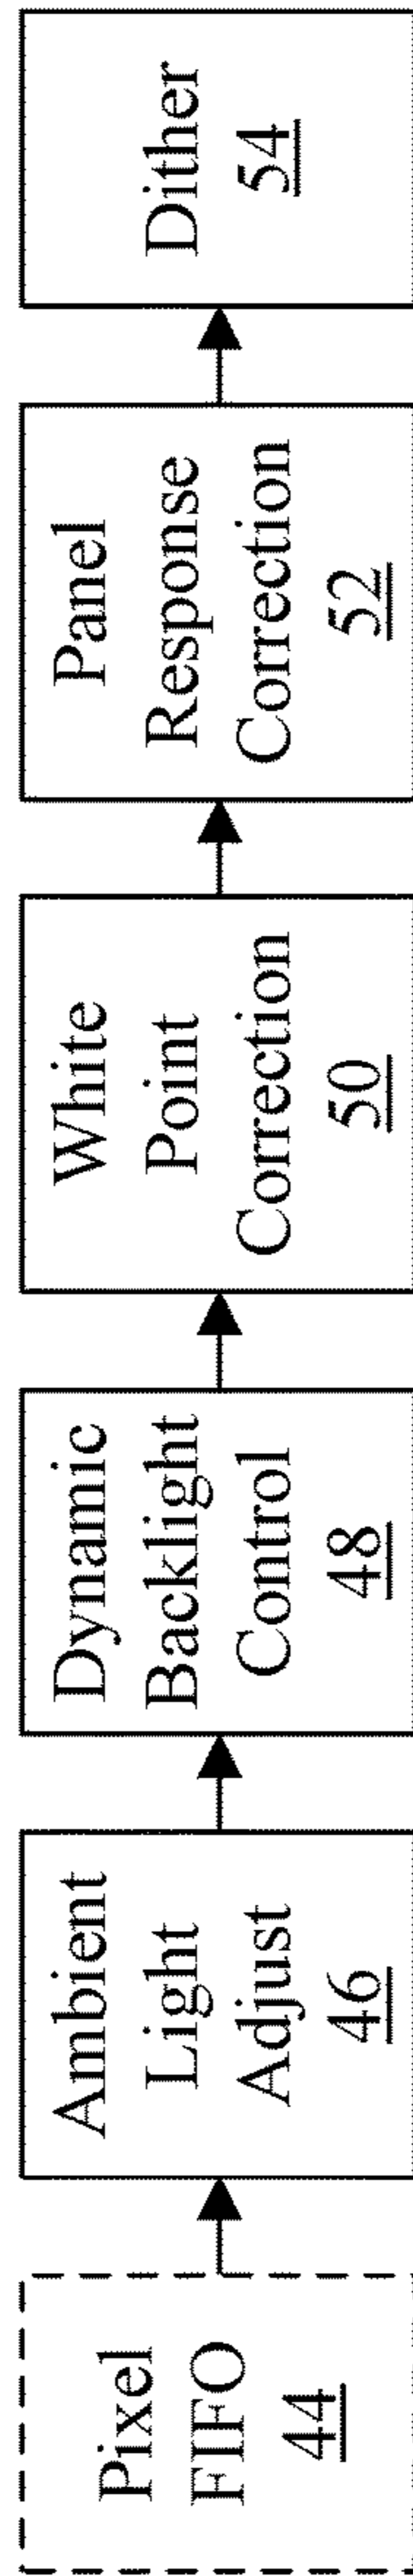 Pixel
FIFO
44
Ambient
Light
Adjust
46
Dynamic
Backlight
Control
48
White
Point
Correction
50
Panel
Response
Correction
52
Dither
54